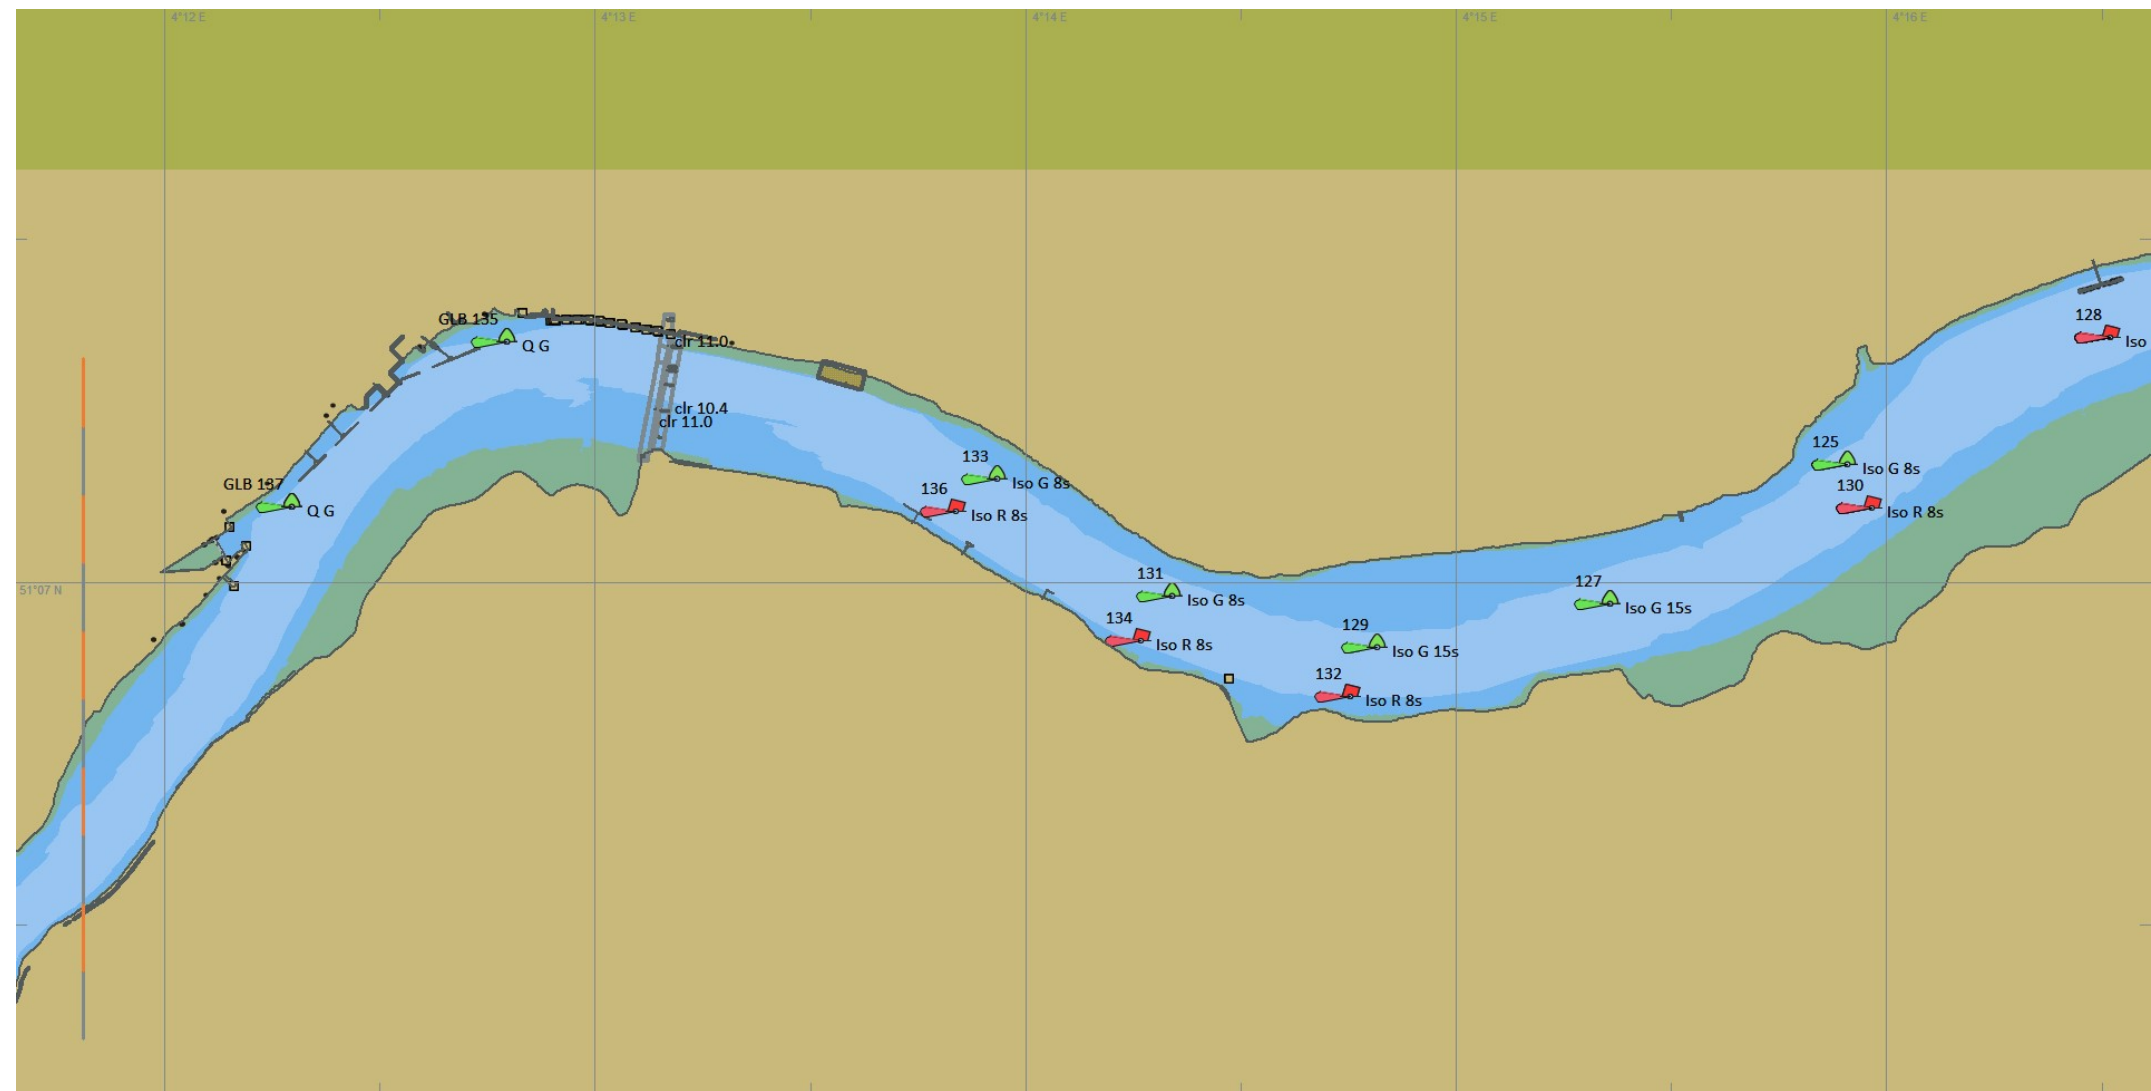 4°12 E
4°13 E
4°14 E
4°15 E
4°16 E
GLB 135
Q G
clr 11.0
128
Iso
clr 10.4
clr 11.0
133
Iso G 8s
125
Iso G 8s
GLB 137
Q G
136
Iso R 8s
130
Iso R 8s
51°07 N
131
Iso G 8s
127
Iso G 15s
134
Iso R 8s
129
Iso G 15s
132
Iso R 8s